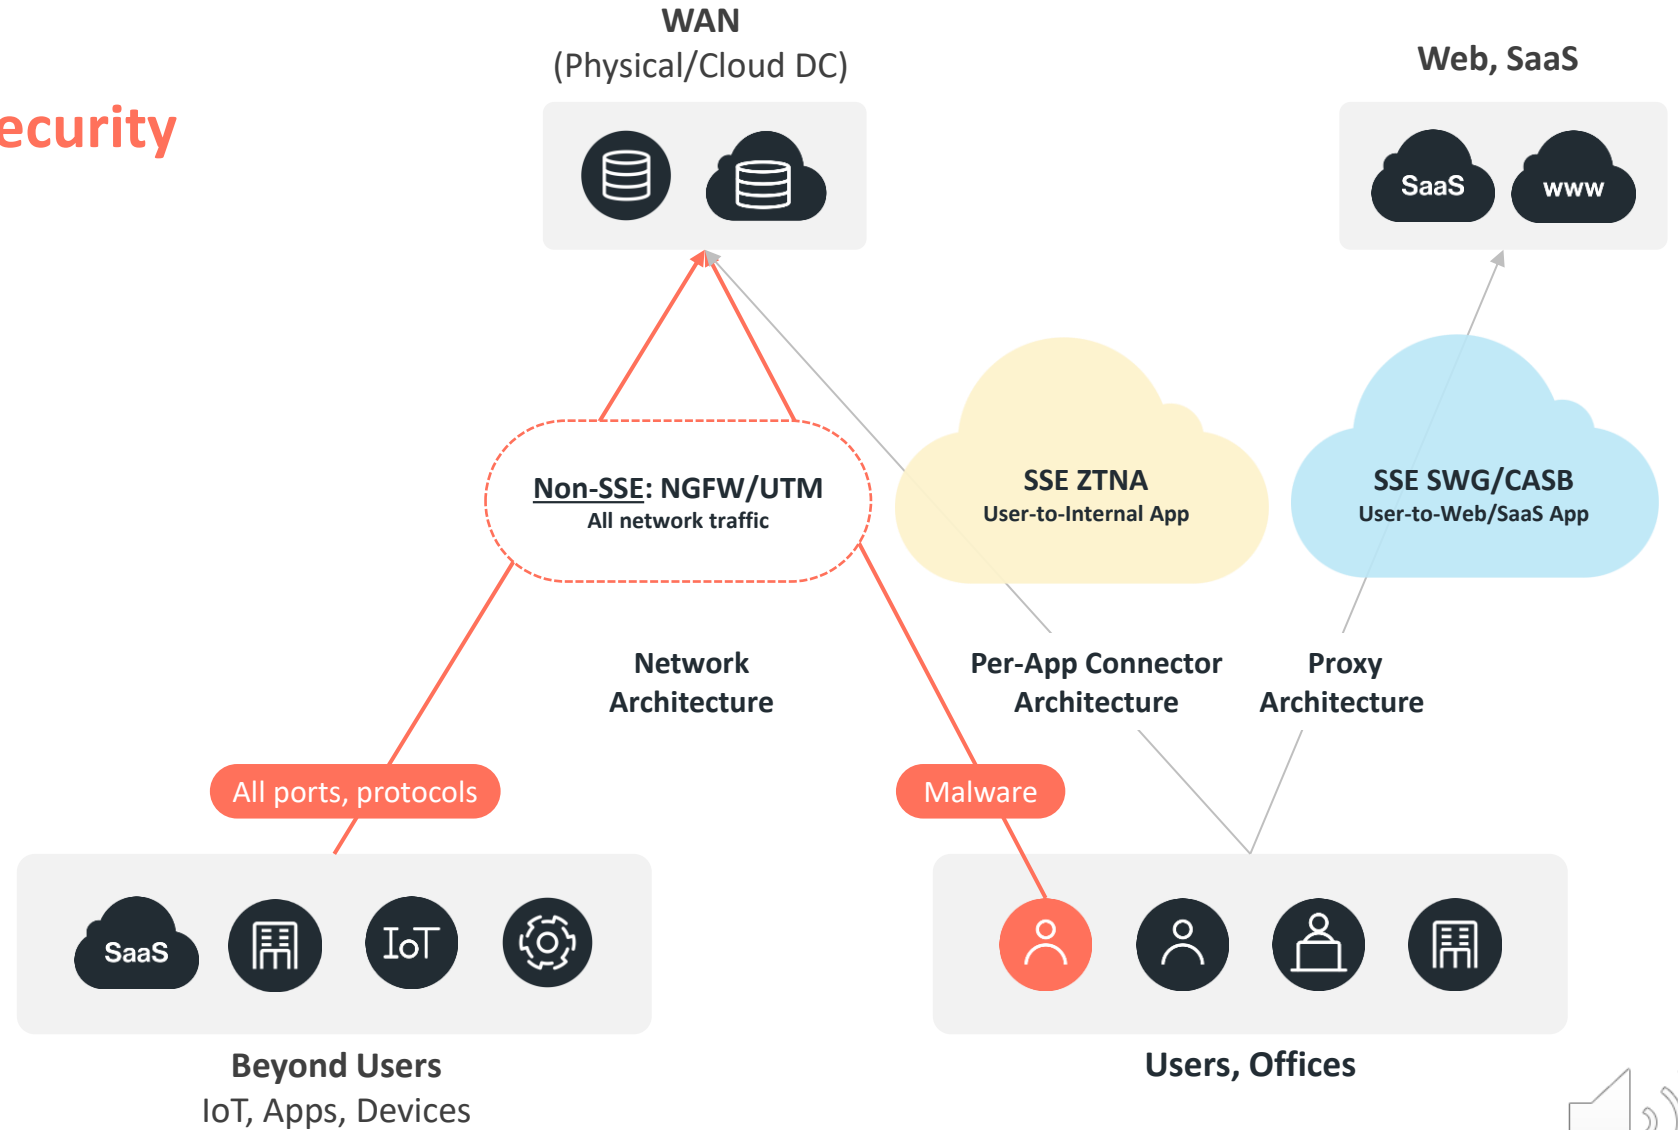 WAN
(Physical/Cloud DC)
Web, SaaS
ecurity
SaaS
www
Non-SSE: NGFW/UTM
All network traffic
SSE ZTNA
User-to-Internal App
SSE SWG/CASB
User-to-Web/SaaS App
Network
Architecture
Per-App Connector
Architecture
Proxy
Architecture
All ports, protocols
Malware
SaaS
IoT
Beyond Users
IoT, Apps, Devices
Users, Offices